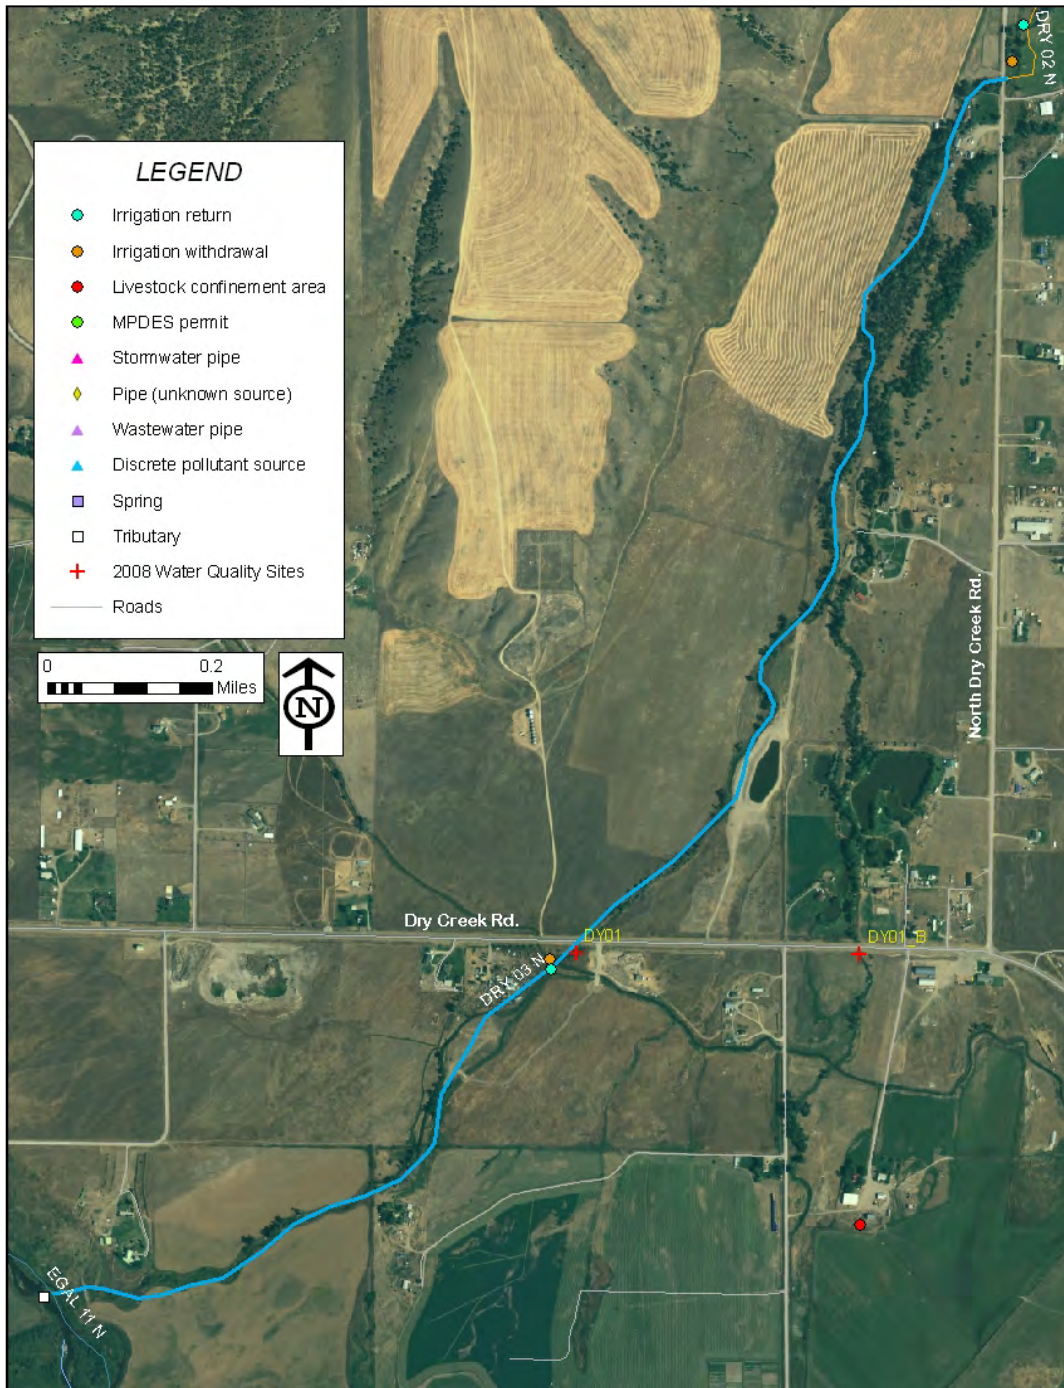 DRY 02 N
LEGEND
Irrigation return
Irrigation withdrawal
Livestock confinement area
MPDES permit
Stormwater pipe
Pipe (unknown source)
Wastewater pipe
Discrete pollutant source
Spring
Tributary
2008 Water Quality Sites
Roads
0 0.2
Miles
N
North Dry Creek Rd.
Dry Creek Rd.
DY01
DY01_B
DRY 03 N
EGAL 11 N